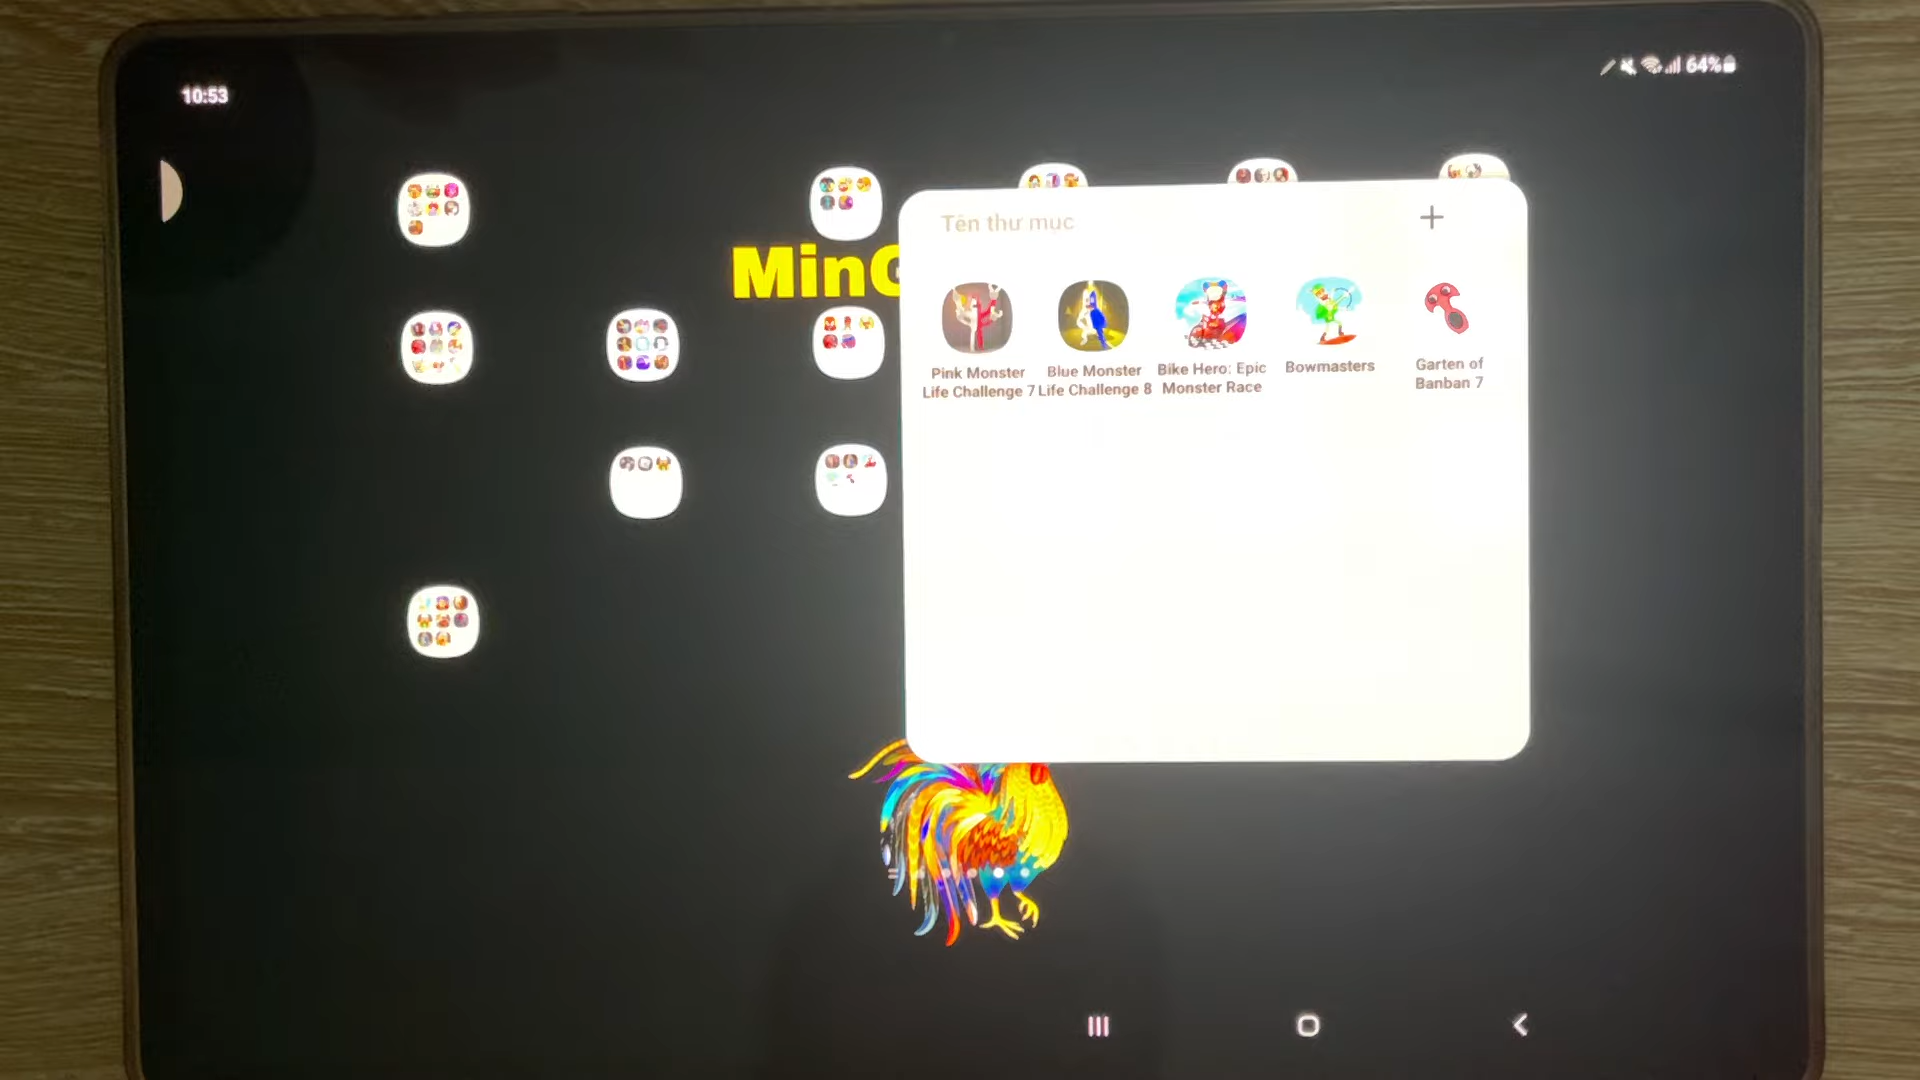 10:53
64%
Tên thư mục
MinG
Pink Monster
Life Challenge 7
Blue Monster
Life Challenge 8
Bike Hero: Epic
Monster Race
Bowmasters
Garten of
Banban 7